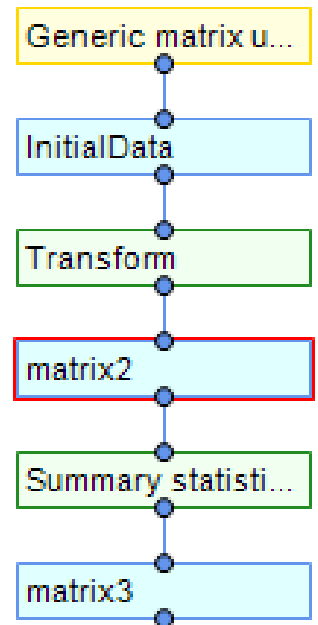 Generic matrix u...
InitialData
Transform
matrix2
Summary statisti...
matrix3